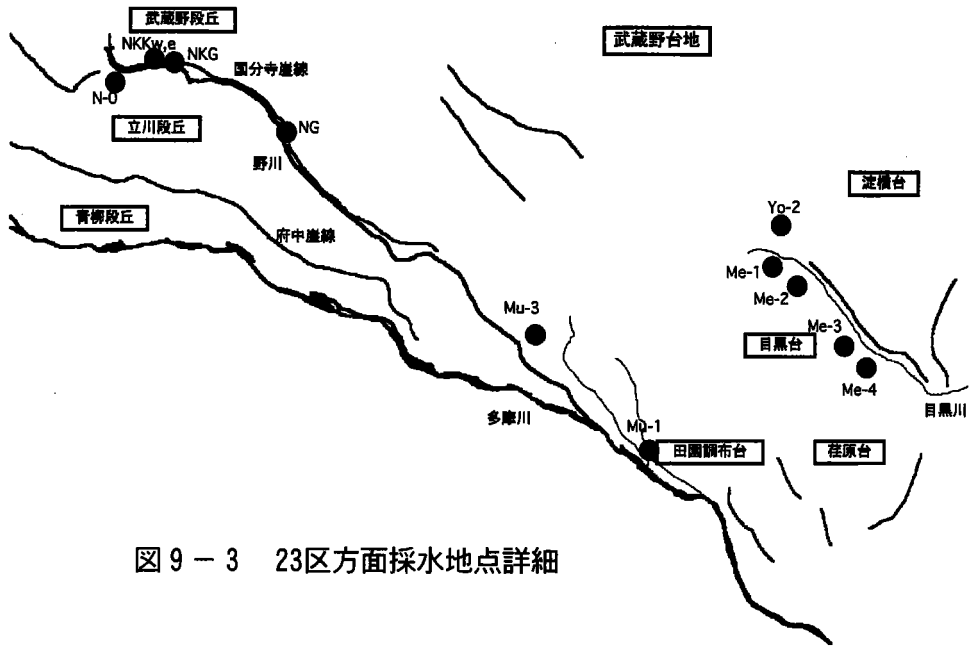 武蔵野段丘
武蔵野台地
NKKw,e
NKG
国分寺崖線
N-0
立川段丘
NG
野川
淀橋台
Yo-2
青柳段丘
府中崖線
Me-1
Me-2
Mu-3
Me-3
目黒台
Me-4
目黒川
多摩川
Mu-1
田園調布台
荏原台
図9-3 23区方面採水地点詳細